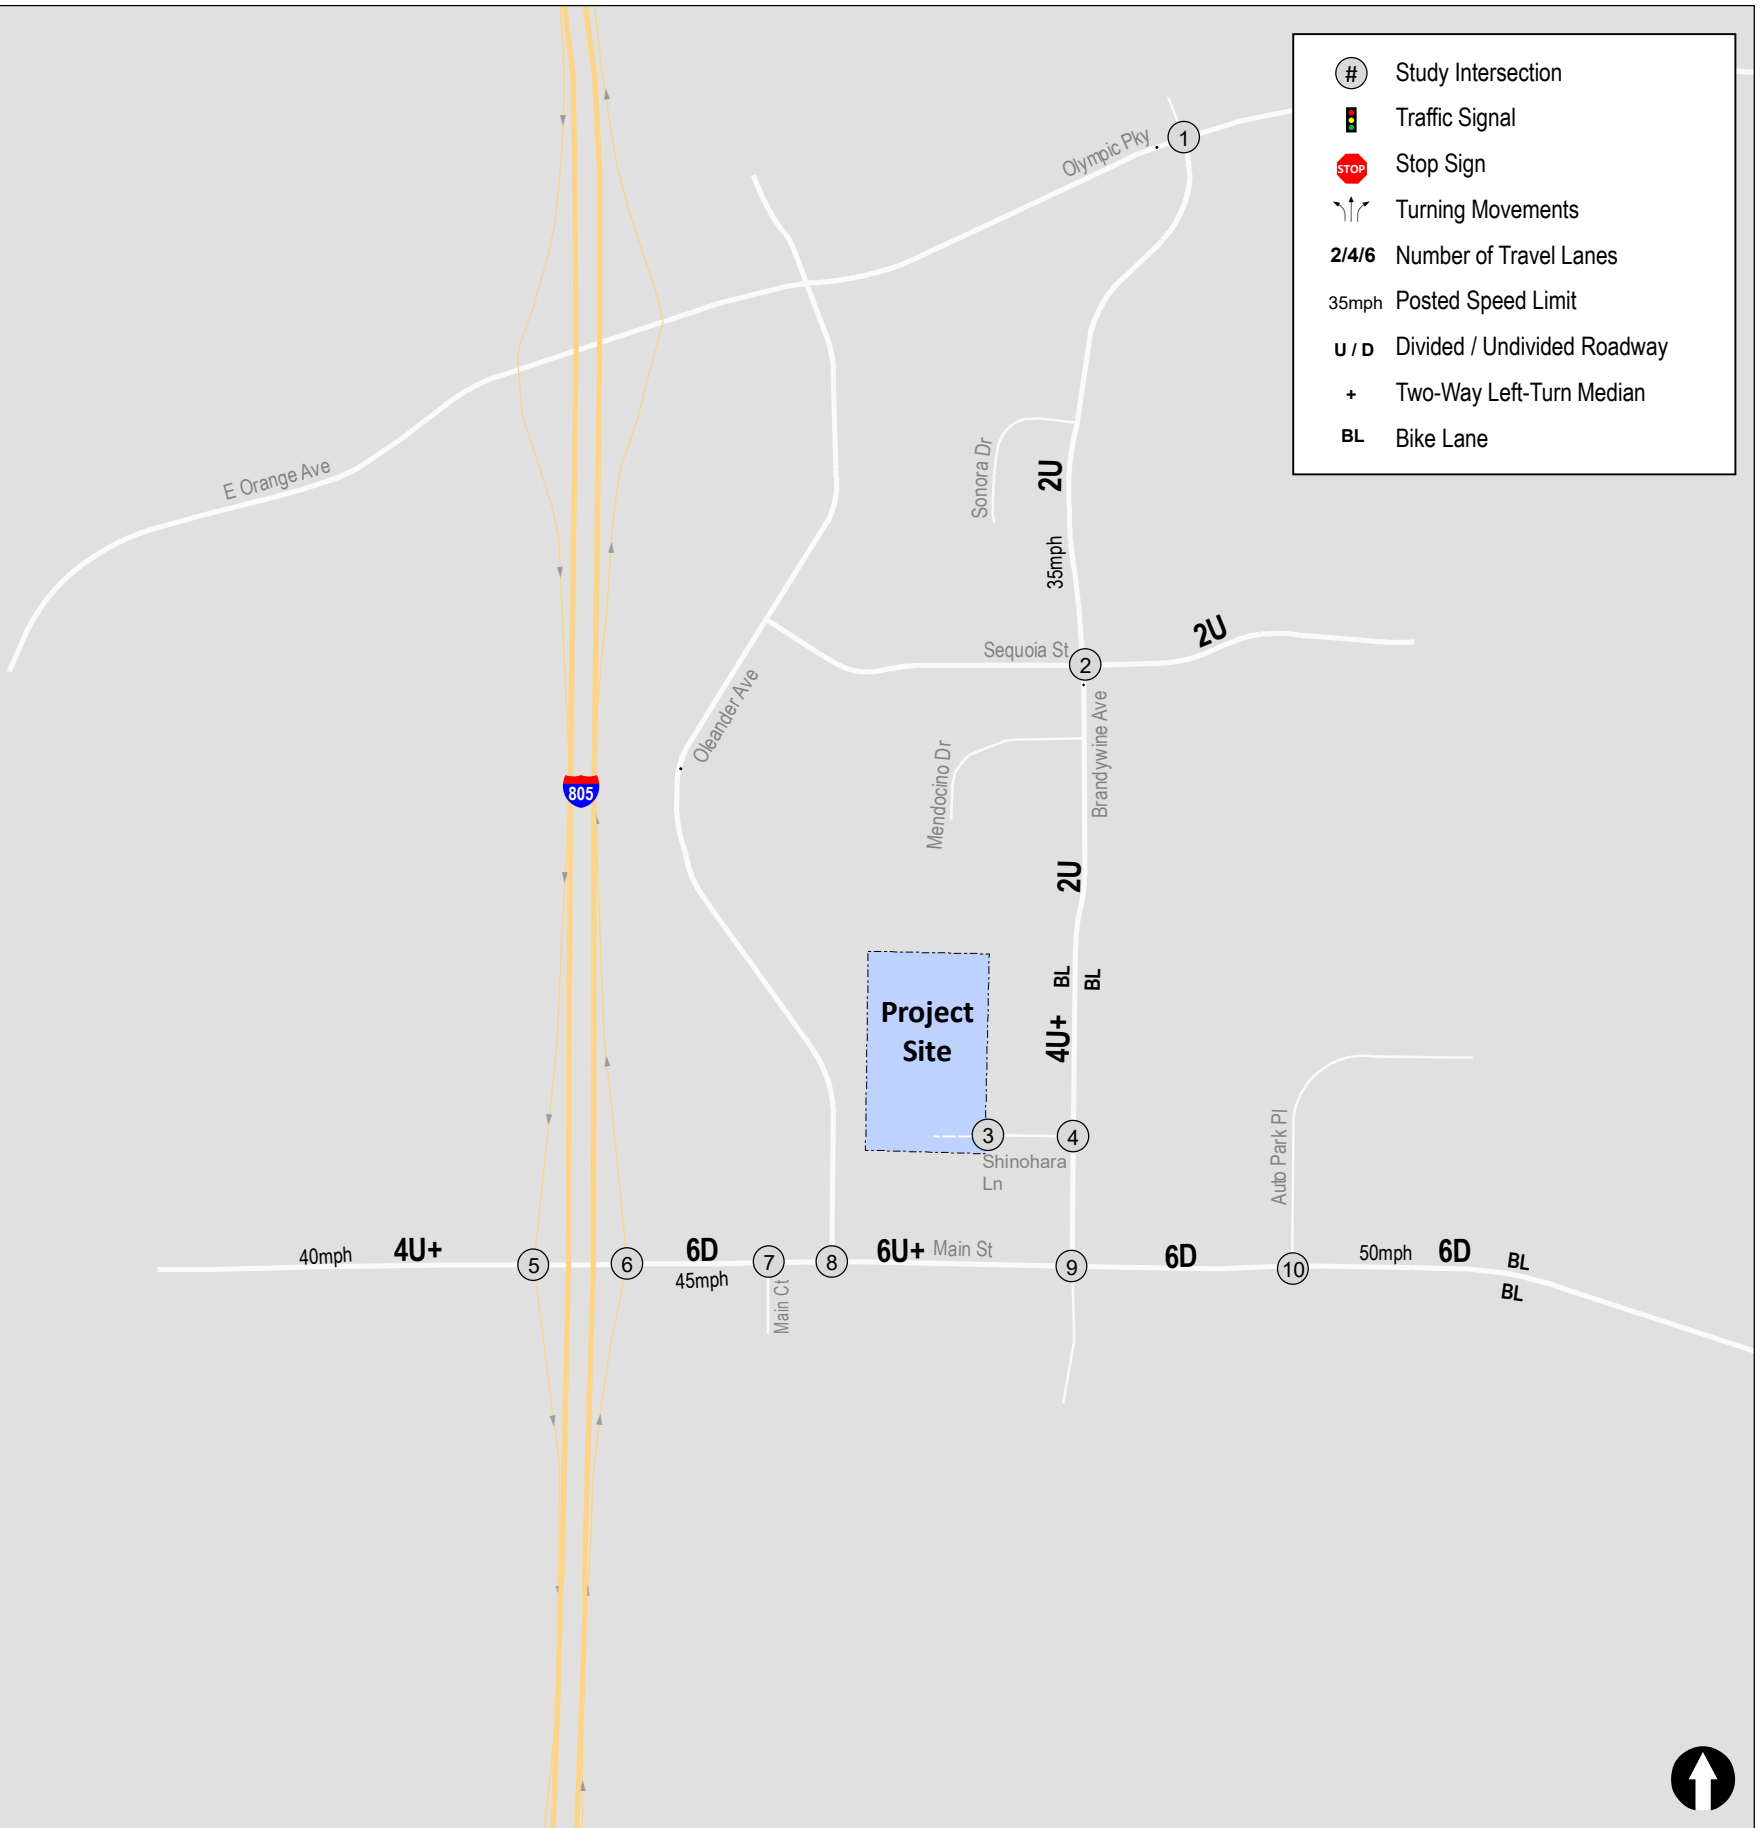 # Study Intersection
Traffic Signal
STOP Stop Sign
Turning Movements
2/4/6 Number of Travel Lanes
35mph Posted Speed Limit
U / D Divided / Undivided Roadway
+ Two-Way Left-Turn Median
BL Bike Lane
1
Olympic Pky
E Orange Ave
Sonora Dr
2U
35mph
2U
Sequoia St
2
Oleander Ave
Brandywine Ave
Mendocino Dr
805
2U
BL
BL
Project
Site
4U+
3
4
Shinohara
Ln
Auto Park Pl
40mph
4U+
5
6
6D
45mph
7
Main Ct
8
6U+
Main St
9
6D
10
50mph
6D
BL
BL